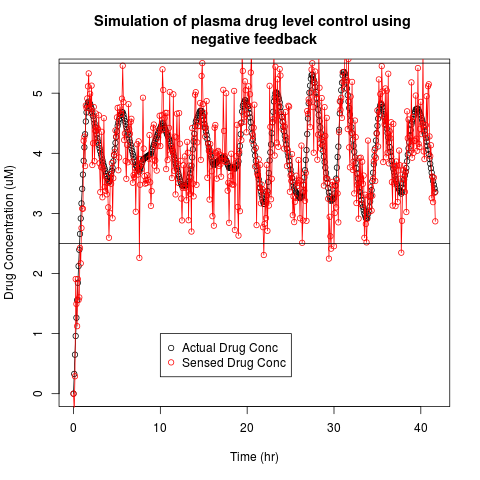 Simulation of plasma drug level control using
negative feedback
Drug Concentration (uM)
5
4
3
2
1
0
Actual Drug Conc
Sensed Drug Conc
0 10 20 30 40
Time (hr)